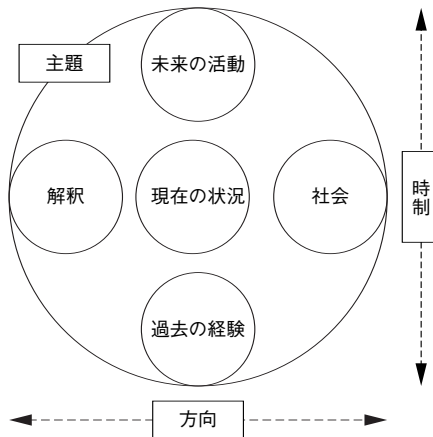 主題
未来の活動
解釈
現在の状況
社会
時制
過去の経験
方向